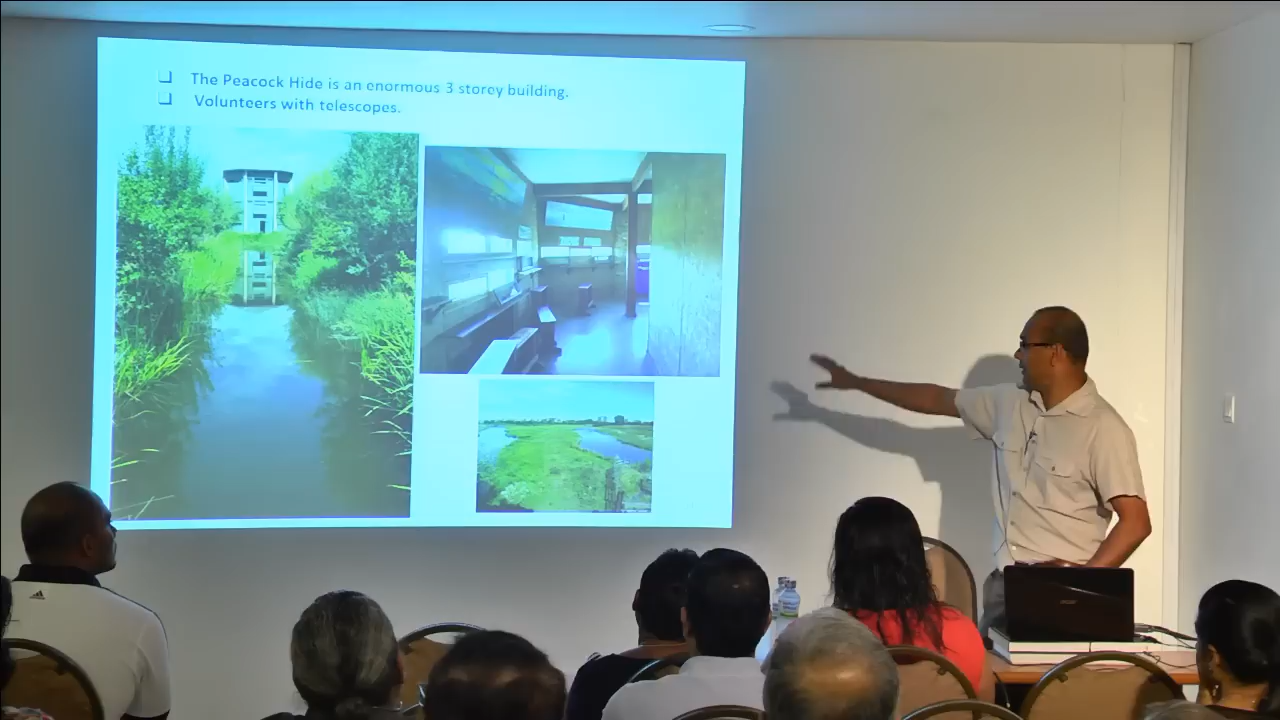 ❑ The Peacock Hide is an enormous 3 storey building.
❑ Volunteers with telescopes.